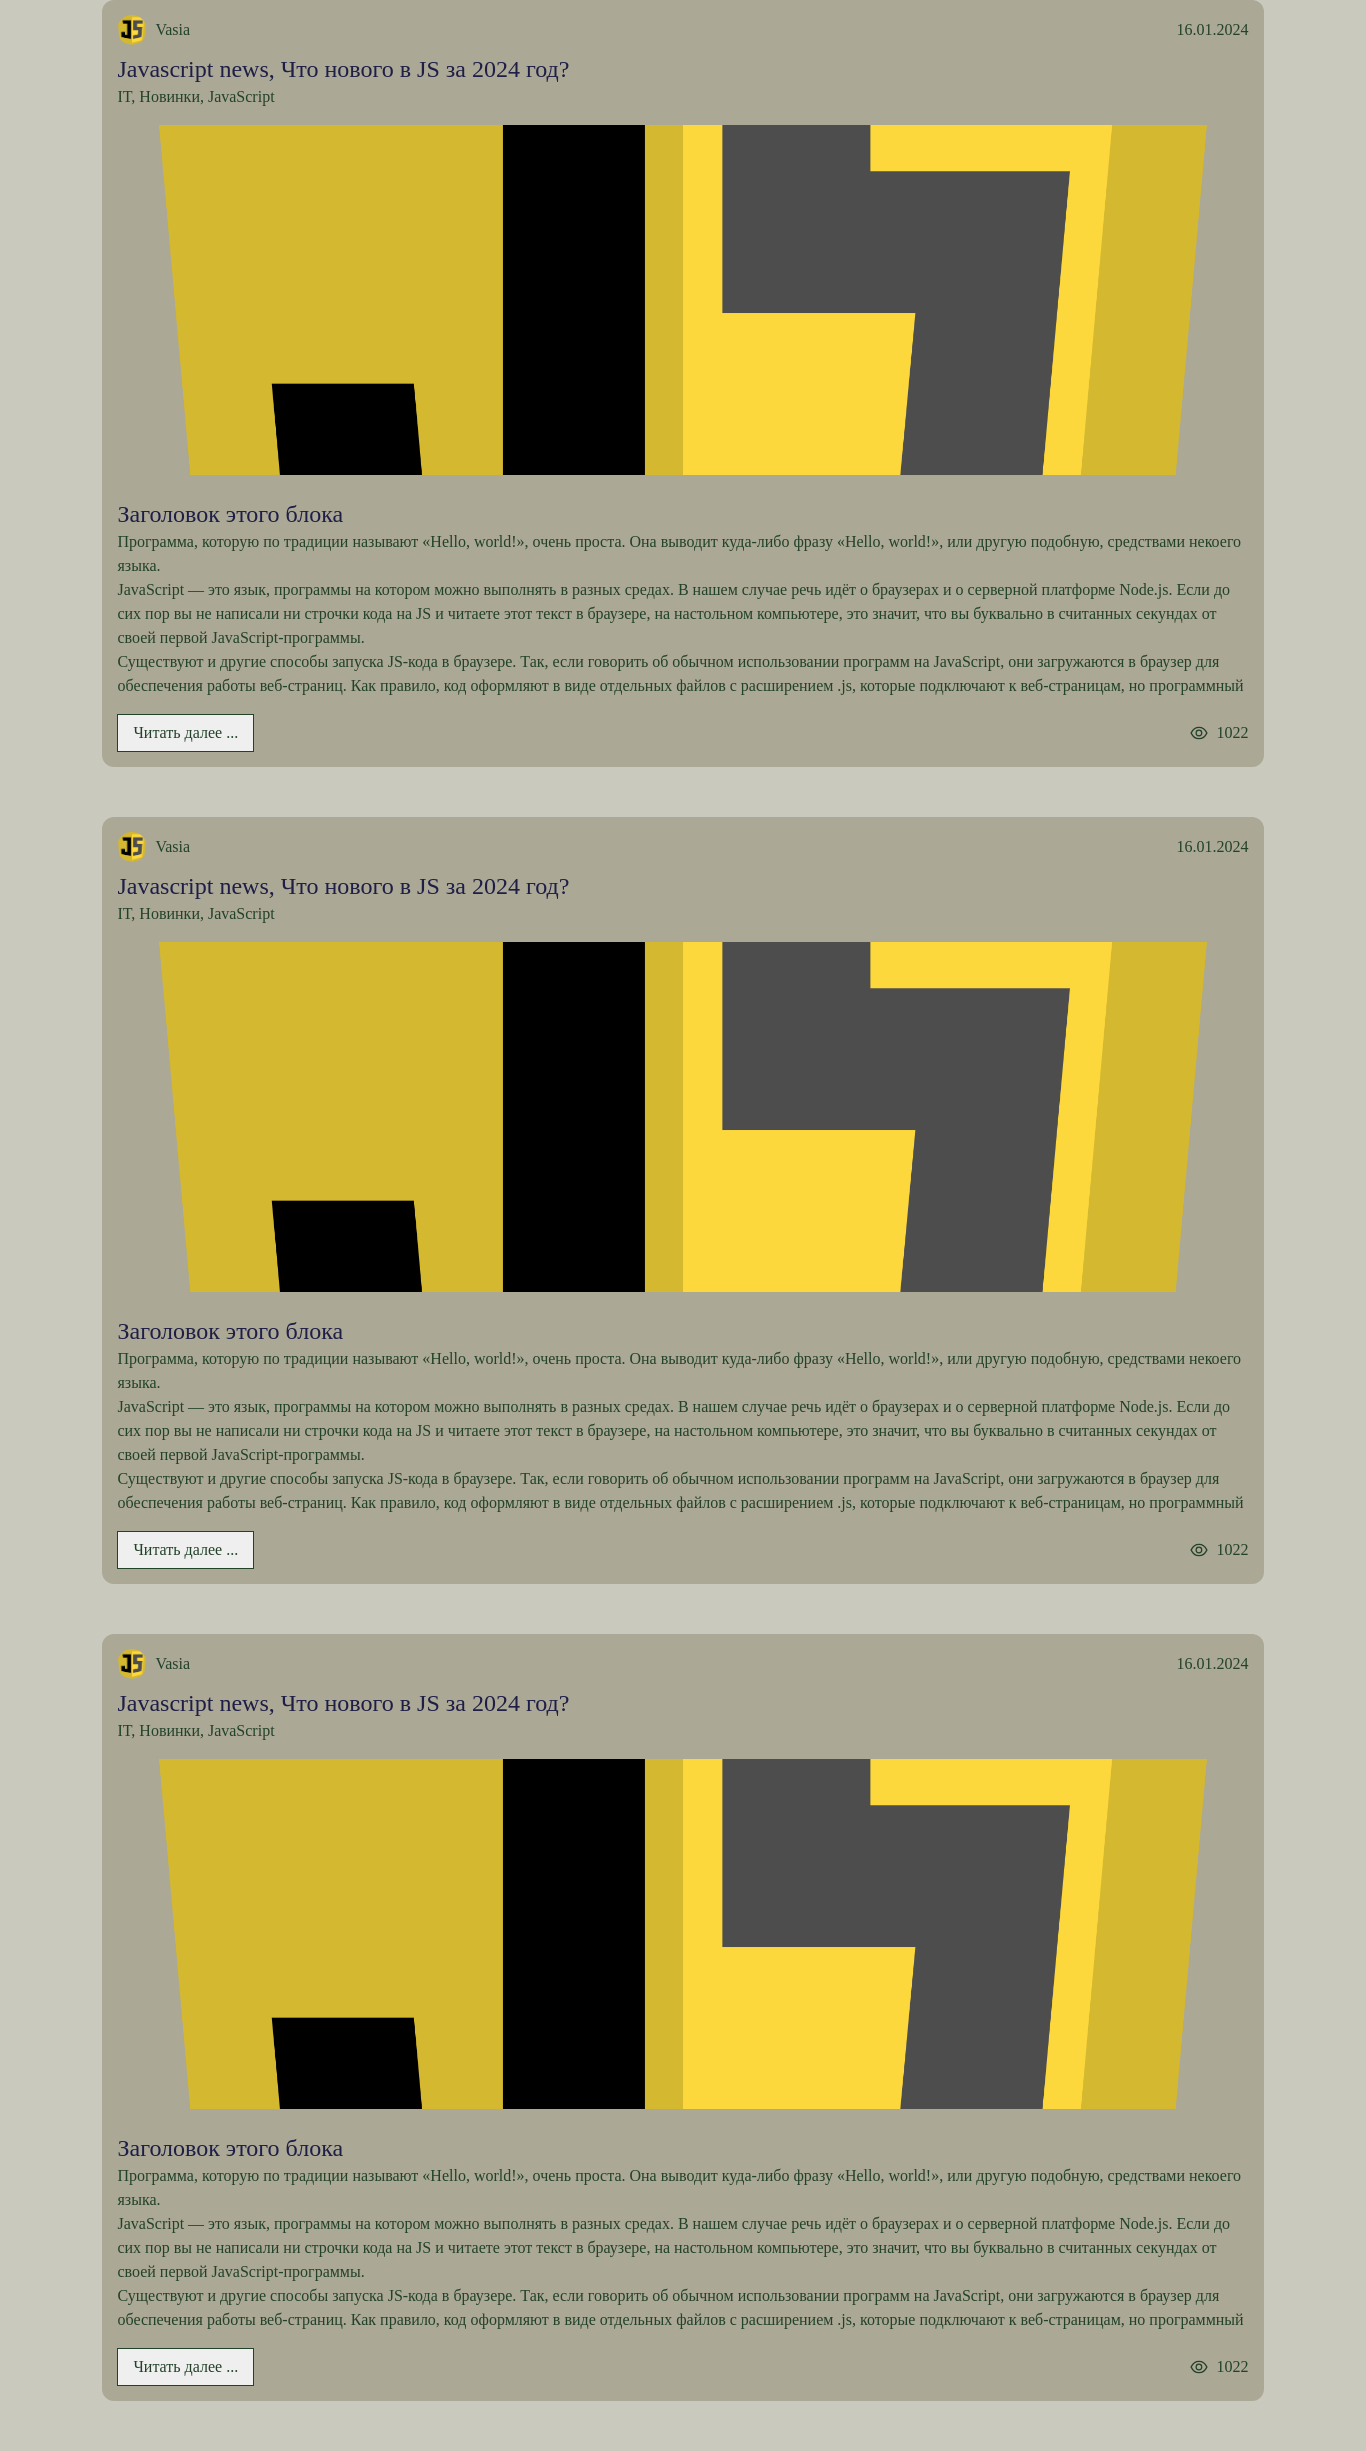 JS Vasia 16.01.2024
Javascript news, Что нового в JS за 2024 год?
IT, Новинки, JavaScript
Заголовок этого блока
Программа, которую по традиции называют «Hello, world!», очень проста. Она выводит куда-либо фразу «Hello, world!», или другую подобную, средствами некоего
языка.
JavaScript — это язык, программы на котором можно выполнять в разных средах. В нашем случае речь идёт о браузерах и о серверной платформе Node.js. Если до
сих пор вы не написали ни строчки кода на JS и читаете этот текст в браузере, на настольном компьютере, это значит, что вы буквально в считанных секундах от
своей первой JavaScript-программы.
Существуют и другие способы запуска JS-кода в браузере. Так, если говорить об обычном использовании программ на JavaScript, они загружаются в браузер для
обеспечения работы веб-страниц. Как правило, код оформляют в виде отдельных файлов с расширением .js, которые подключают к веб-страницам, но программный
Читать далее ... 1022
JS Vasia 16.01.2024
Javascript news, Что нового в JS за 2024 год?
IT, Новинки, JavaScript
Заголовок этого блока
Программа, которую по традиции называют «Hello, world!», очень проста. Она выводит куда-либо фразу «Hello, world!», или другую подобную, средствами некоего
языка.
JavaScript — это язык, программы на котором можно выполнять в разных средах. В нашем случае речь идёт о браузерах и о серверной платформе Node.js. Если до
сих пор вы не написали ни строчки кода на JS и читаете этот текст в браузере, на настольном компьютере, это значит, что вы буквально в считанных секундах от
своей первой JavaScript-программы.
Существуют и другие способы запуска JS-кода в браузере. Так, если говорить об обычном использовании программ на JavaScript, они загружаются в браузер для
обеспечения работы веб-страниц. Как правило, код оформляют в виде отдельных файлов с расширением .js, которые подключают к веб-страницам, но программный
Читать далее ... 1022
JS Vasia 16.01.2024
Javascript news, Что нового в JS за 2024 год?
IT, Новинки, JavaScript
Заголовок этого блока
Программа, которую по традиции называют «Hello, world!», очень проста. Она выводит куда-либо фразу «Hello, world!», или другую подобную, средствами некоего
языка.
JavaScript — это язык, программы на котором можно выполнять в разных средах. В нашем случае речь идёт о браузерах и о серверной платформе Node.js. Если до
сих пор вы не написали ни строчки кода на JS и читаете этот текст в браузере, на настольном компьютере, это значит, что вы буквально в считанных секундах от
своей первой JavaScript-программы.
Существуют и другие способы запуска JS-кода в браузере. Так, если говорить об обычном использовании программ на JavaScript, они загружаются в браузер для
обеспечения работы веб-страниц. Как правило, код оформляют в виде отдельных файлов с расширением .js, которые подключают к веб-страницам, но программный
Читать далее ... 1022